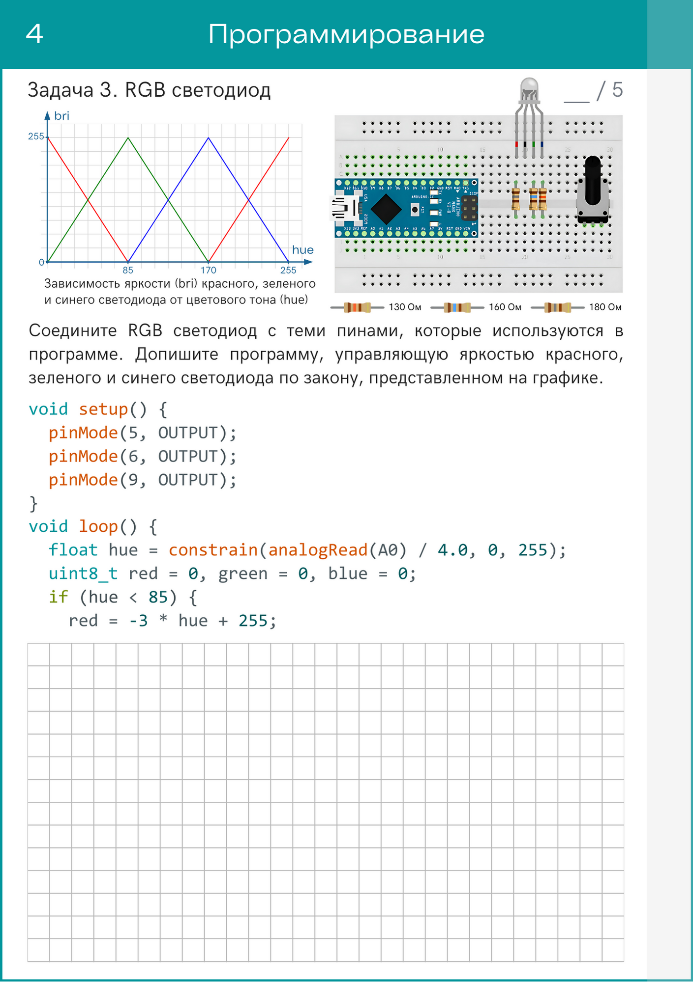 4
Программирование
Задача 3. RGB светодиод
__ / 5
bri
255
0
85
170
255
hue
Зависимость яркости (bri) красного, зеленого
и синего светодиода от цветового тона (hue)
130 Ом
160 Ом
180 Ом
Соедините RGB светодиод с теми пинами, которые используются в
программе. Допишите программу, управляющую яркостью красного,
зеленого и синего светодиода по закону, представленном на графике.
void setup() {
pinMode(5, OUTPUT);
pinMode(6, OUTPUT);
pinMode(9, OUTPUT);
}
void loop() {
float hue = constrain(analogRead(A0) / 4.0, 0, 255);
uint8_t red = 0, green = 0, blue = 0;
if (hue < 85) {
red = -3 * hue + 255;